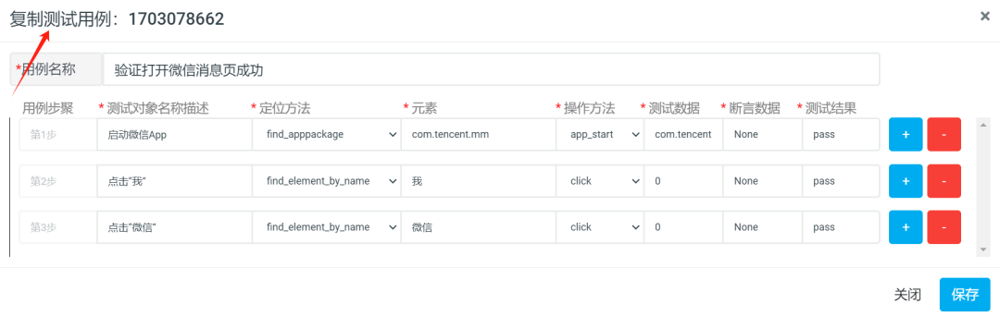 复制测试用例：1703078662 ×
*用例名称 验证打开微信消息页成功
用例步聚 *测试对象名称描述 *定位方法 *元素 *操作方法 *测试数据 *断言数据 *测试结果
第1步 启动微信App find_apppackage com.tencent.mm app_start com.tencent None pass + -
第2步 点击"我" find_element_by_name 我 click 0 None pass + -
第3步 点击"微信" find_element_by_name 微信 click 0 None pass + -
关闭 保存